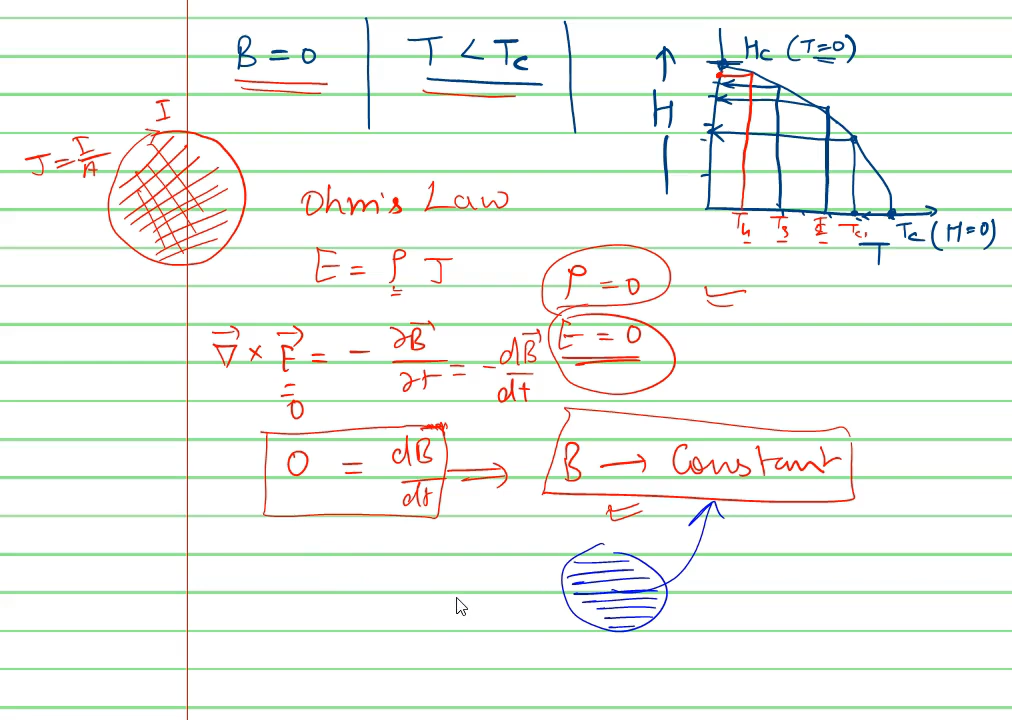 B = 0 | T < Tc |
Hc (T=0)
H
T4 T3 T2 Tc1 Tc (H=0)
T
I
J = I/A
Ohm's Law
E = ρ J
ρ = 0
E = 0
∇⃗ × E⃗ = - ∂B⃗/∂t = - dB⃗/dt
= 0
0 = dB⃗/dt ⟹ B → Constant